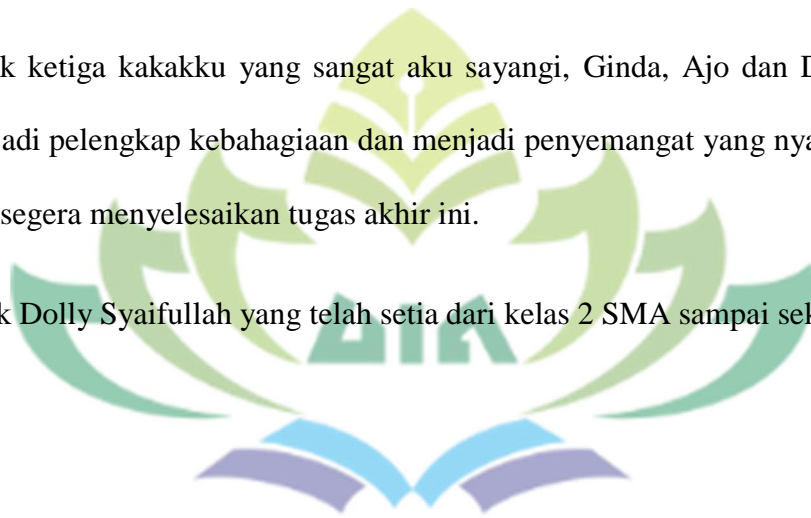 k ketiga kakakku yang sangat aku sayangi, Ginda, Ajo dan D
adi pelengkap kebahagiaan dan menjadi penyemangat yang nya
segera menyelesaikan tugas akhir ini.
k Dolly Syaifullah yang telah setia dari kelas 2 SMA sampai sek